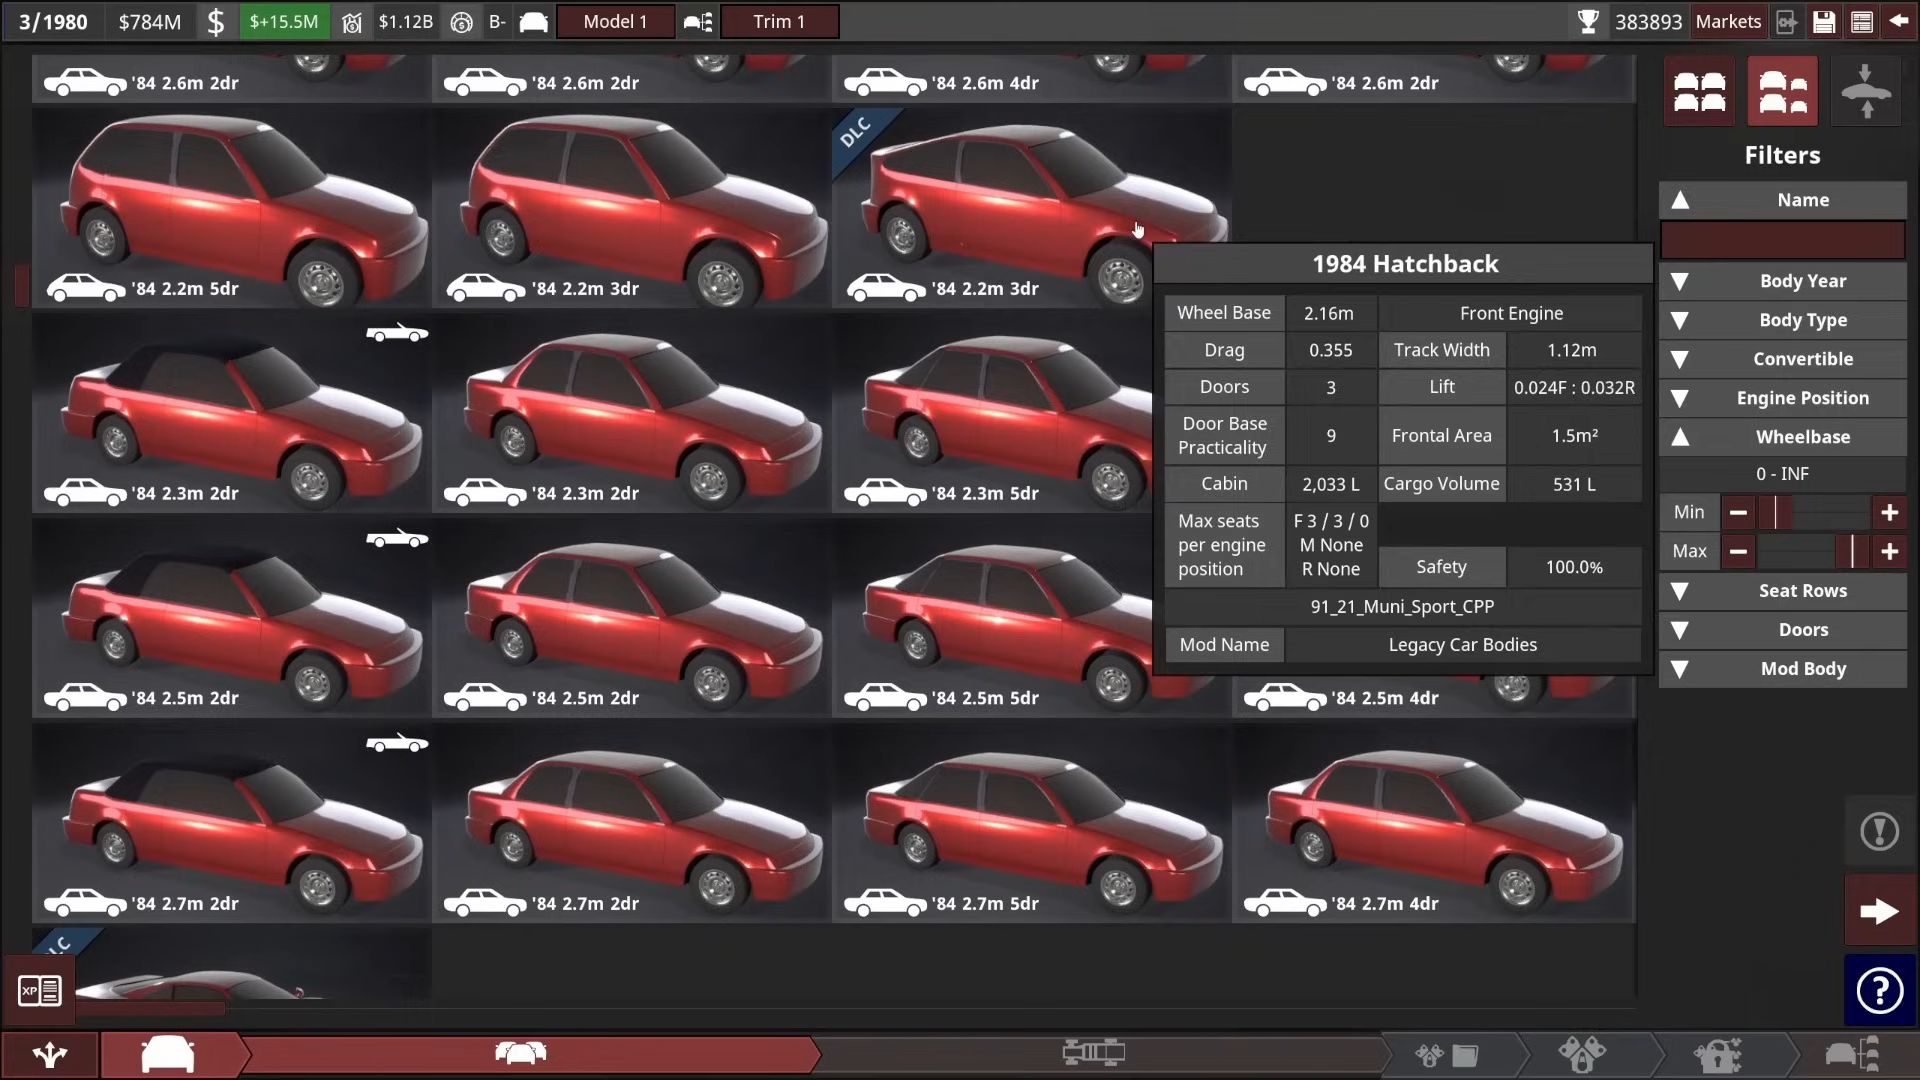 3/1980
$784M
$+15.5M
$1.12B
B-
Model 1
Trim 1
383893
Markets
'84 2.6m 2dr
'84 2.6m 2dr
'84 2.6m 4dr
'84 2.6m 2dr
DLC
'84 2.2m 5dr
'84 2.2m 3dr
'84 2.2m 3dr
'84 2.3m 2dr
'84 2.3m 2dr
'84 2.3m 5dr
'84 2.5m 2dr
'84 2.5m 2dr
'84 2.5m 5dr
'84 2.5m 4dr
'84 2.7m 2dr
'84 2.7m 2dr
'84 2.7m 5dr
'84 2.7m 4dr
XP
1984 Hatchback
Wheel Base 2.16m Front Engine
Drag 0.355 Track Width 1.12m
Doors 3 Lift 0.024F : 0.032R
Door Base
Practicality
9 Frontal Area 1.5m²
Cabin 2,033 L Cargo Volume 531 L
Max seats
per engine
position
F 3 / 3 / 0
M None
R None
Safety 100.0%
91_21_Muni_Sport_CPP
Mod Name Legacy Car Bodies
Filters
Name
Body Year
Body Type
Convertible
Engine Position
Wheelbase
0 - INF
Min
Max
Seat Rows
Doors
Mod Body
?